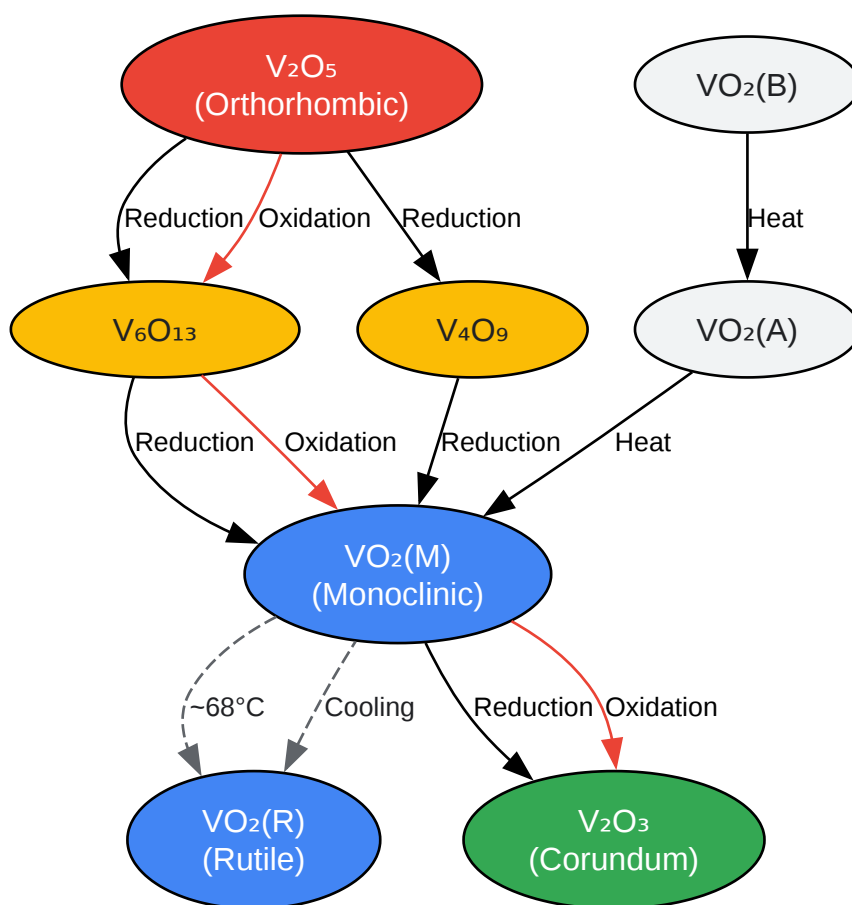 V₂O₅
(Orthorhombic)
VO₂(B)
Reduction
Oxidation
Reduction
Heat
V₆O₁₃
V₄O₉
VO₂(A)
Reduction
Oxidation
Reduction
Heat
VO₂(M)
(Monoclinic)
~68°C
Cooling
Reduction
Oxidation
VO₂(R)
(Rutile)
V₂O₃
(Corundum)